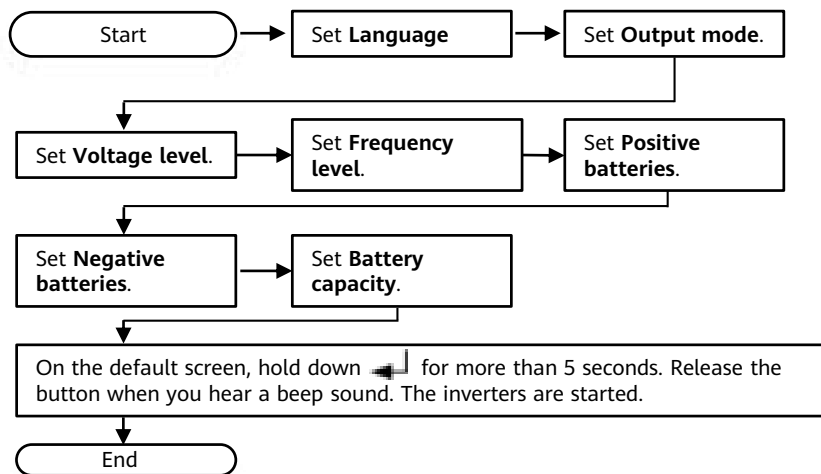 Start
Set Language
Set Output mode.
Set Voltage level.
Set Frequency
level.
Set Positive
batteries.
Set Negative
batteries.
Set Battery
capacity.
On the default screen, hold down for more than 5 seconds. Release the
button when you hear a beep sound. The inverters are started.
End